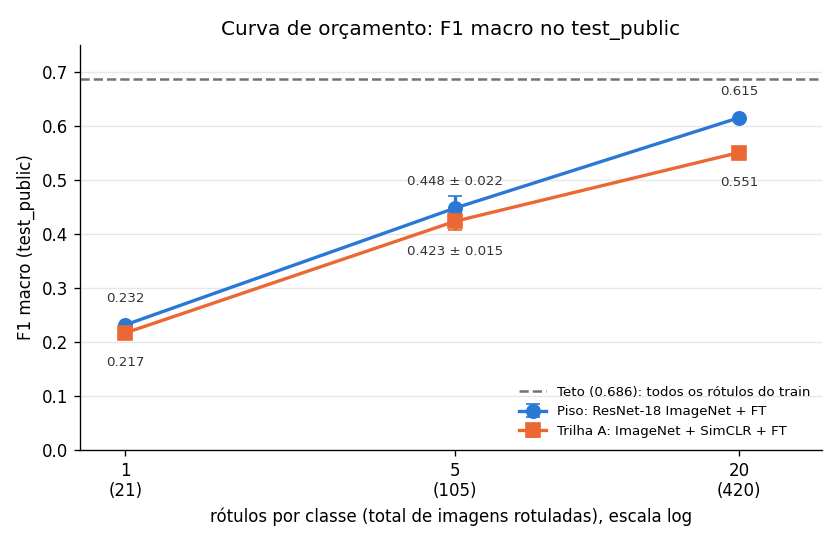 Curva de orçamento: F1 macro no test_public
F1 macro (test_public)
0.7
0.6
0.5
0.4
0.3
0.2
0.1
0.0
0.615
0.448 ± 0.022
0.551
0.423 ± 0.015
0.232
0.217
Teto (0.686): todos os rótulos do train
Piso: ResNet-18 ImageNet + FT
Trilha A: ImageNet + SimCLR + FT
1
(21)
5
(105)
20
(420)
rótulos por classe (total de imagens rotuladas), escala log